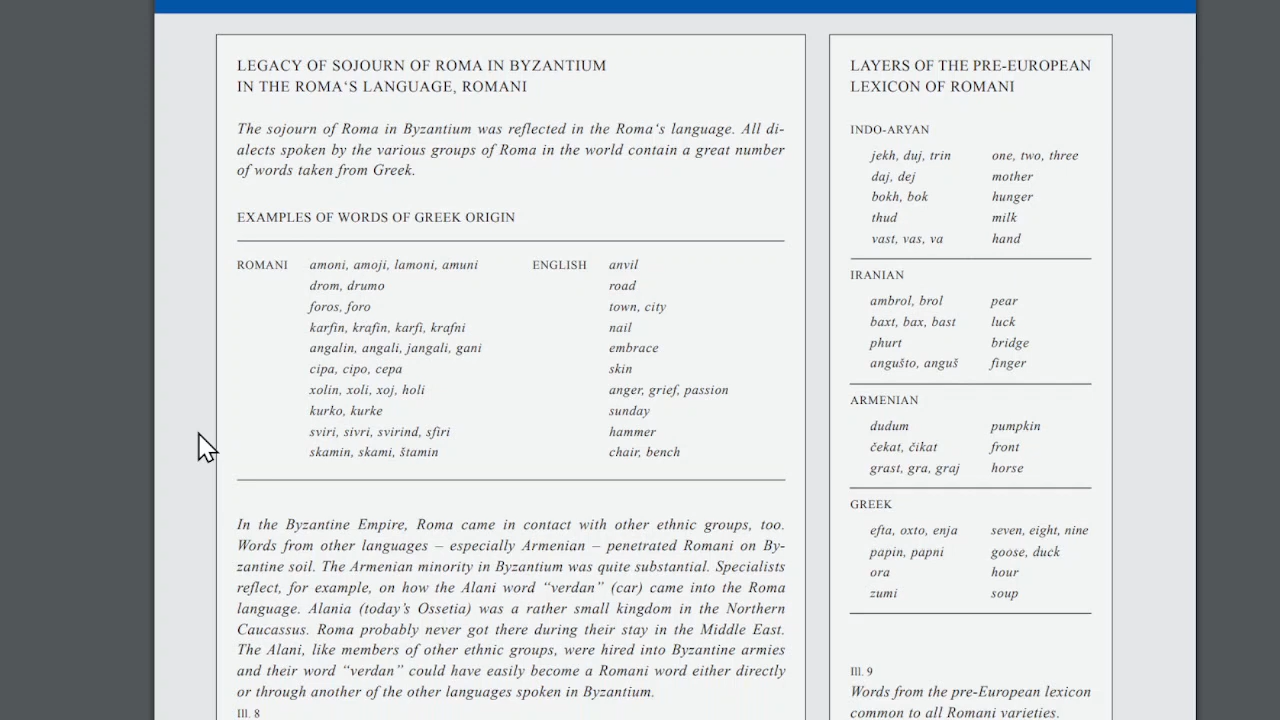 LEGACY OF SOJOURN OF ROMA IN BYZANTIUM
IN THE ROMA‘S LANGUAGE, ROMANI
The sojourn of Roma in Byzantium was reflected in the Roma‘s language. All di-
alects spoken by the various groups of Roma in the world contain a great number
of words taken from Greek.
EXAMPLES OF WORDS OF GREEK ORIGIN
ROMANI amoni, amoji, lamoni, amuni ENGLISH anvil
drom, drumo road
foros, foro town, city
karfin, krafin, karfi, krafni nail
angalin, angali, jangali, gani embrace
cipa, cipo, cepa skin
xolin, xoli, xoj, holi anger, grief, passion
kurko, kurke sunday
sviri, sivri, svirind, sfiri hammer
skamin, skami, štamin chair, bench
In the Byzantine Empire, Roma came in contact with other ethnic groups, too.
Words from other languages – especially Armenian – penetrated Romani on By-
zantine soil. The Armenian minority in Byzantium was quite substantial. Specialists
reflect, for example, on how the Alani word “verdan” (car) came into the Roma
language. Alania (today’s Ossetia) was a rather small kingdom in the Northern
Caucassus. Roma probably never got there during their stay in the Middle East.
The Alani, like members of other ethnic groups, were hired into Byzantine armies
and their word “verdan” could have easily become a Romani word either directly
or through another of the other languages spoken in Byzantium.
Ill. 8
LAYERS OF THE PRE-EUROPEAN
LEXICON OF ROMANI
INDO-ARYAN
jekh, duj, trin one, two, three
daj, dej mother
bokh, bok hunger
thud milk
vast, vas, va hand
IRANIAN
ambrol, brol pear
baxt, bax, bast luck
phurt bridge
angušto, anguš finger
ARMENIAN
dudum pumpkin
čekat, čikat front
grast, gra, graj horse
GREEK
efta, oxto, enja seven, eight, nine
papin, papni goose, duck
ora hour
zumi soup
Ill. 9
Words from the pre-European lexicon
common to all Romani varieties.